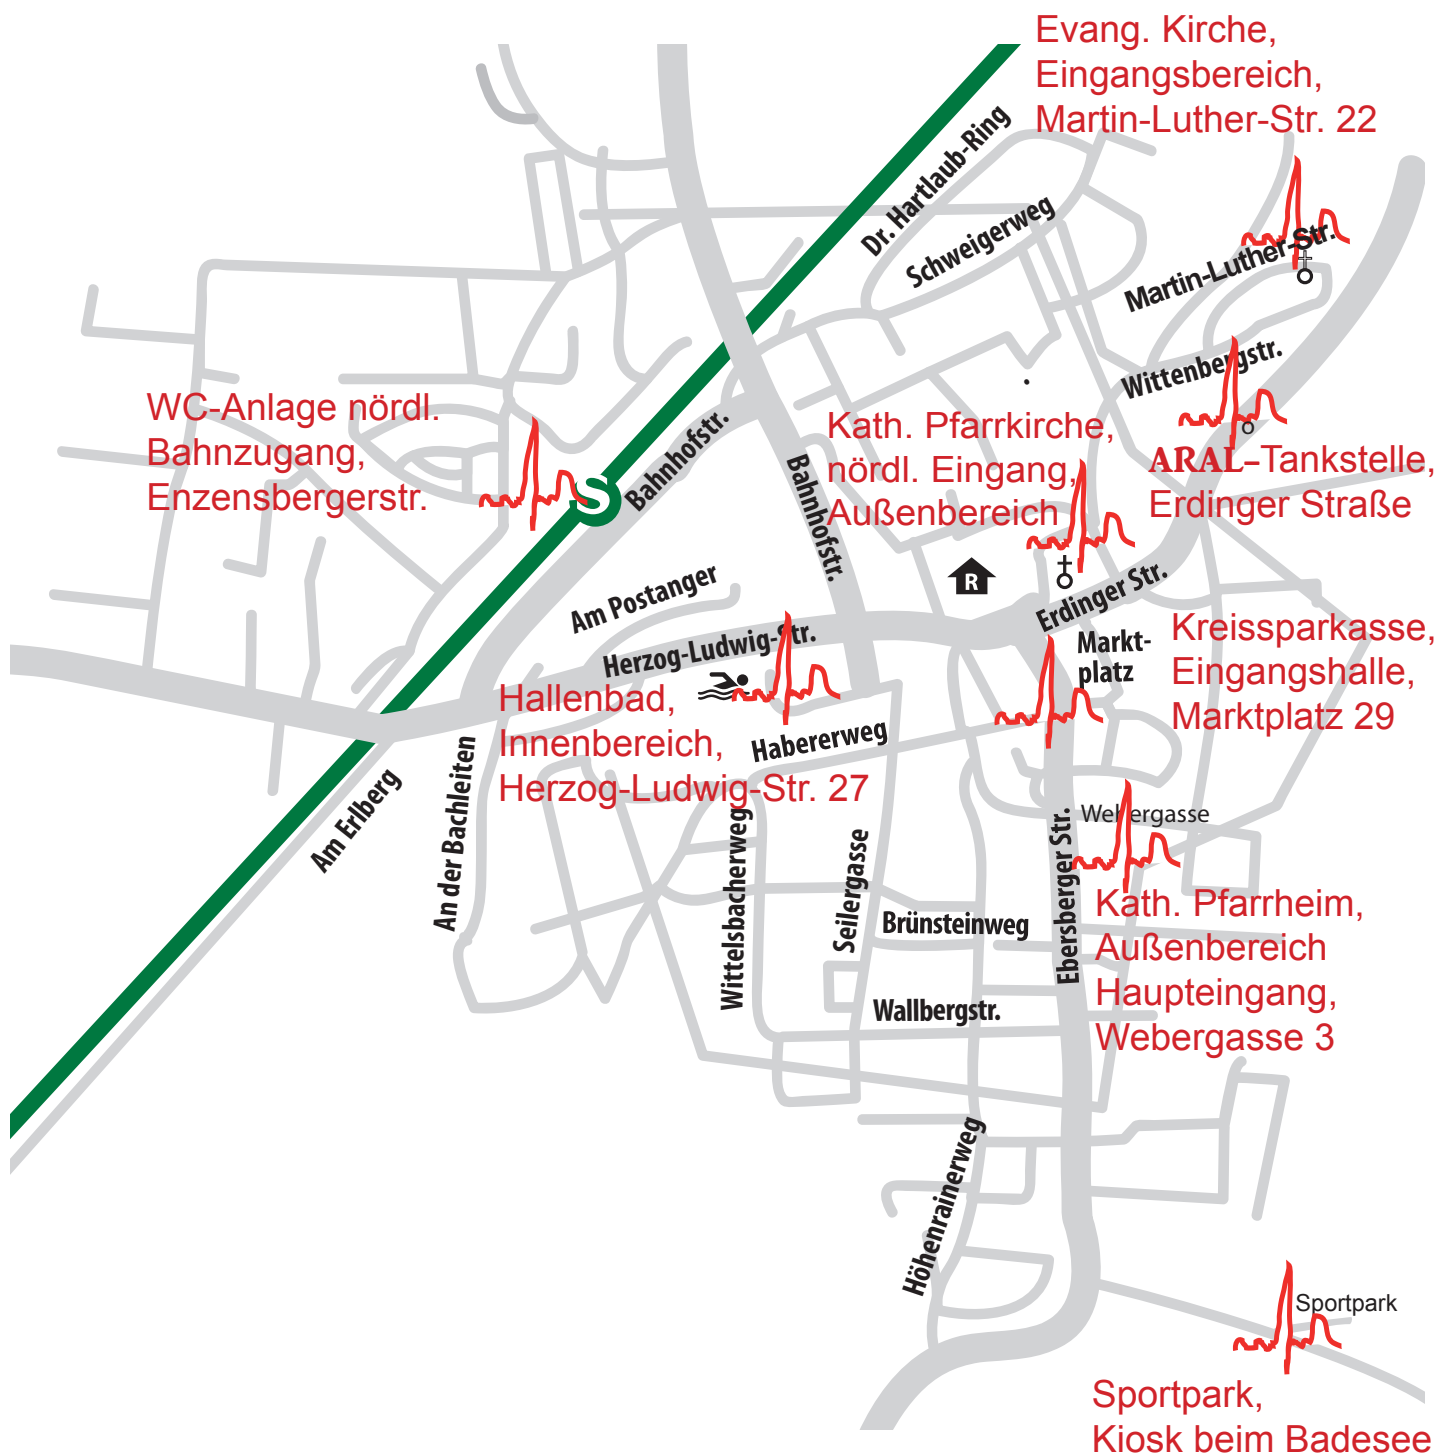 Evang. Kirche,
Eingangsbereich,
Martin-Luther-Str. 22
Dr. Hartlaub-Ring
Schweigerweg
Martin-Luther-Str.
Wittenbergstr.
WC-Anlage nördl.
Bahnzugang,
Enzensbergerstr.
S
Bahnhofstr.
Bahnhofstr.
Kath. Pfarrkirche,
nördl. Eingang,
Außenbereich
ARAL-Tankstelle,
Erdinger Straße
R
Erdinger Str.
Am Postanger
Herzog-Ludwig-Str.
Markt-
platz
Kreissparkasse,
Eingangshalle,
Marktplatz 29
Hallenbad,
Innenbereich,
Herzog-Ludwig-Str. 27
Habererweg
Am Erlberg
An der Bachleiten
Wittelsbacherweg
Seilergasse
Brünsteinweg
Wallbergstr.
Ebersberger Str.
Webergasse
Kath. Pfarrheim,
Außenbereich
Haupteingang,
Webergasse 3
Höhenrainerweg
Sportpark
Sportpark,
Kiosk beim Badesee